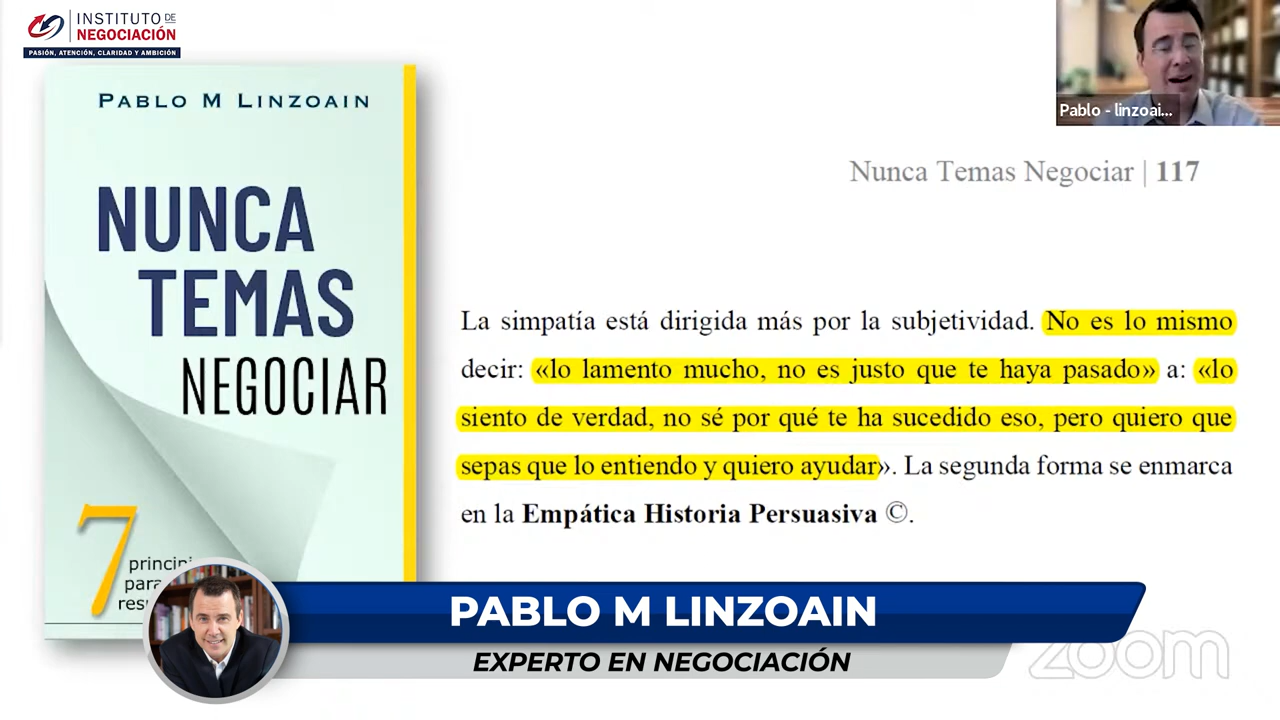 INSTITUTO DE
NEGOCIACIÓN
PASIÓN, ATENCIÓN, CLARIDAD Y AMBICIÓN
Pablo - linzoai...
PABLO M LINZOAIN
NUNCA
TEMAS
NEGOCIAR
7
para
Nunca Temas Negociar | 117
La simpatía está dirigida más por la subjetividad. No es lo mismo
decir: «lo lamento mucho, no es justo que te haya pasado» a: «lo
siento de verdad, no sé por qué te ha sucedido eso, pero quiero que
sepas que lo entiendo y quiero ayudar». La segunda forma se enmarca
en la Empática Historia Persuasiva ©.
PABLO M LINZOAIN
EXPERTO EN NEGOCIACIÓN
zoom